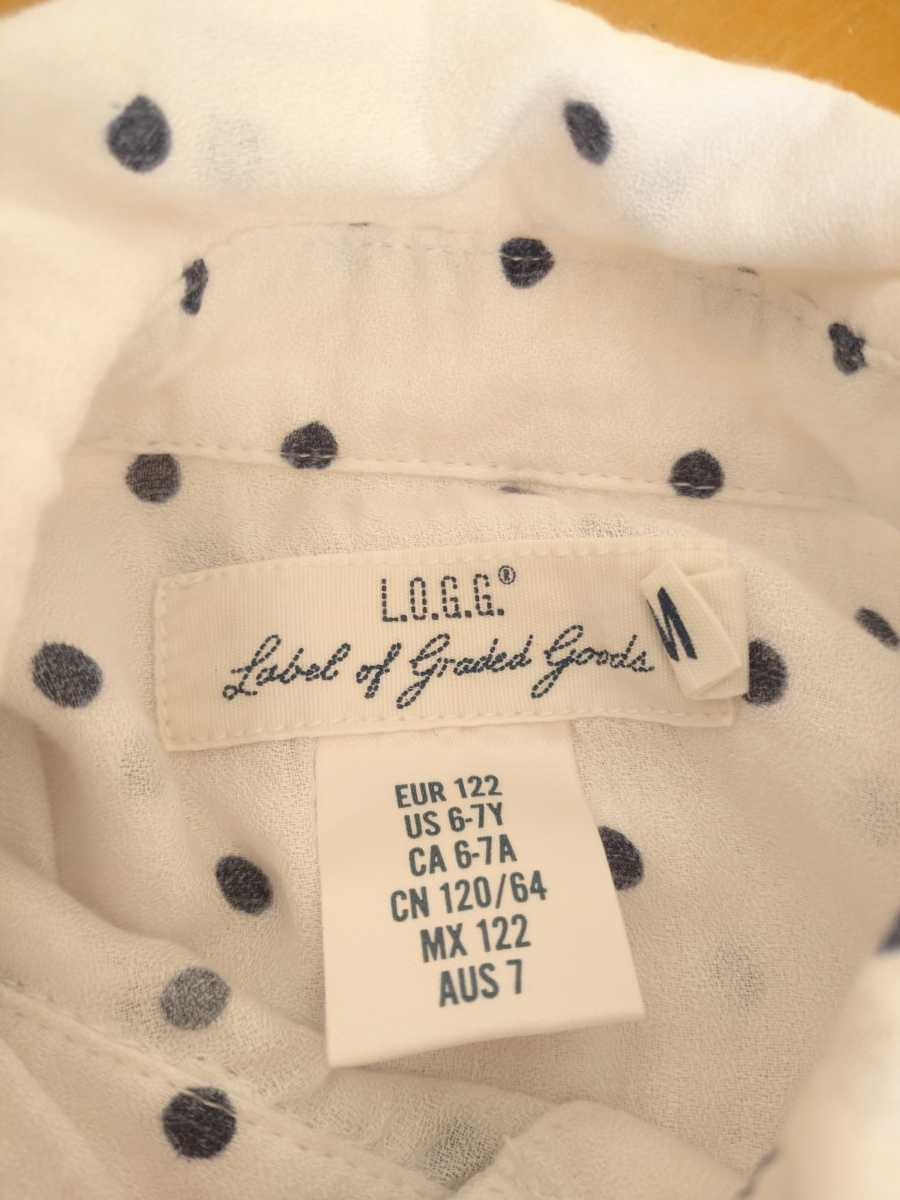 L.O.G.G.®
Label of Graded Goods
EUR 122
US 6-7Y
CA 6-7A
CN 120/64
MX 122
AUS 7